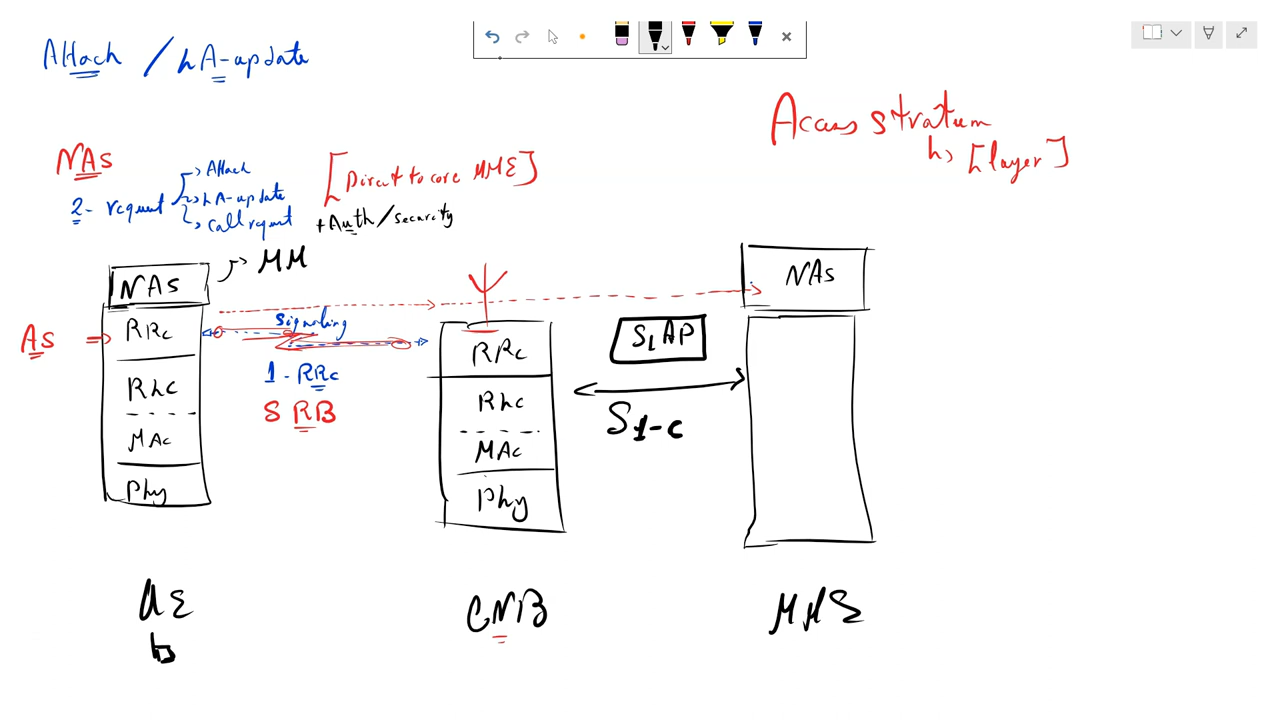 Attach / LA-update
Access stratum
↳ [layer]
NAS
2- request → Attach
→ LA-update
→ call request
[Direct to core MME]
+Auth/security
NAS → MM
NAS
AS ⇒ RRC
signaling
RRC
S1AP
1- RRC
RLC
SRB
RLC
S1-C
MAC
MAC
Phy
Phy
UE
eNB
MME